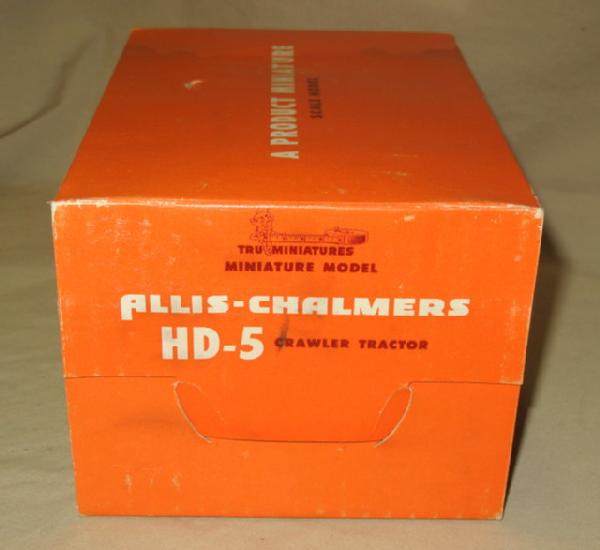 A PRODUCT MINIATURE
SCALE MODEL
TRU MINIATURES
MINIATURE MODEL
ALLIS-CHALMERS
HD-5 CRAWLER TRACTOR